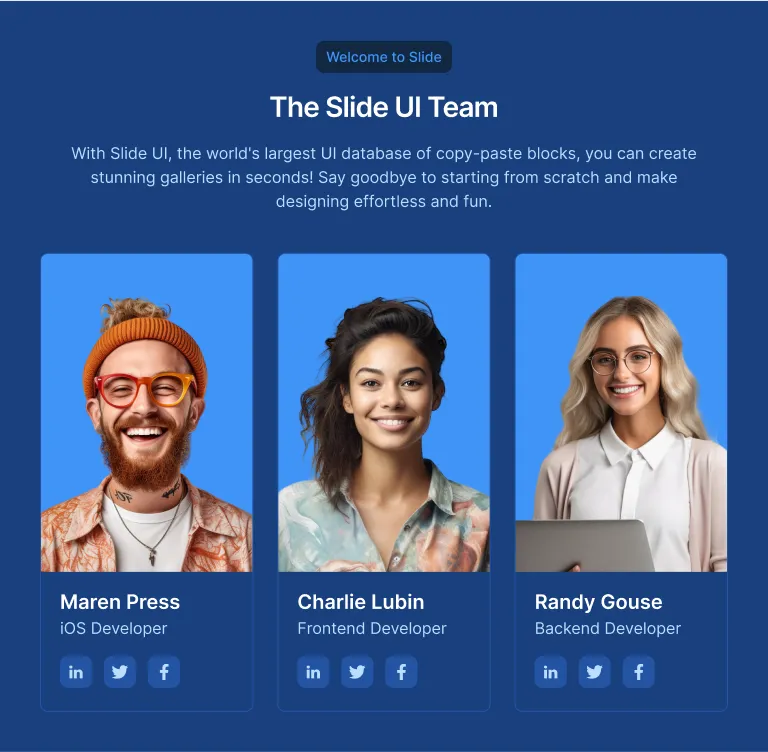 Welcome to Slide
The Slide UI Team
With Slide UI, the world's largest UI database of copy-paste blocks, you can create
stunning galleries in seconds! Say goodbye to starting from scratch and make
designing effortless and fun.
Maren Press
iOS Developer
in
Charlie Lubin
Frontend Developer
in
Randy Gouse
Backend Developer
in